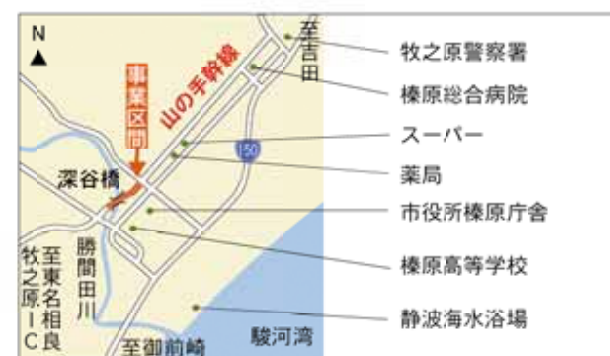 N
至吉田
牧之原警察署
山の手幹線
榛原総合病院
事業区間
スーパー
150
薬局
深谷橋
市役所榛原庁舎
勝間田川
榛原高等学校
至東名相良
牧之原IC
静波海水浴場
至御前崎
駿河湾